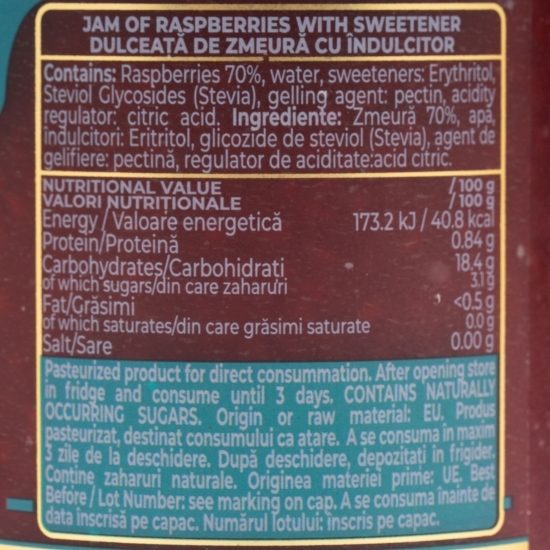 JAM OF RASPBERRIES WITH SWEETENER
DULCEAȚĂ DE ZMEURĂ CU ÎNDULCITOR
Contains: Raspberries 70%, water, sweeteners: Erythritol,
Steviol Glycosides (Stevia), gelling agent: pectin, acidity
regulator: citric acid. Ingrediente: Zmeură 70%, apă,
îndulcitori: Eritritol, glicozide de steviol (Stevia), agent de
gelifiere: pectină, regulator de aciditate:acid citric.
NUTRITIONAL VALUE / 100 g
VALORI NUTRIȚIONALE / 100 g
Energy / Valoare energetică 173.2 kJ / 40.8 kcal
Protein/Proteină 0.84 g
Carbohydrates/Carbohidrați 18.4 g
of which sugars/din care zaharuri 3.1 g
Fat/Grăsimi <0.5 g
of which saturates/din care grăsimi saturate 0.0 g
Salt/Sare 0.00 g
Pasteurized product for direct consummation. After opening store
in fridge and consume until 3 days. CONTAINS NATURALLY
OCCURRING SUGARS. Origin or raw material: EU. Produs
pasteurizat, destinat consumului ca atare. A se consuma in maxim
3 zile de la deschidere. După deschidere, depozitati in frigider.
Conține zaharuri naturale. Originea materiei prime: UE. Best
Before / Lot Number: see marking on cap. A se consuma inainte de
data înscrisă pe capac. Numărul lotului: înscris pe capac.